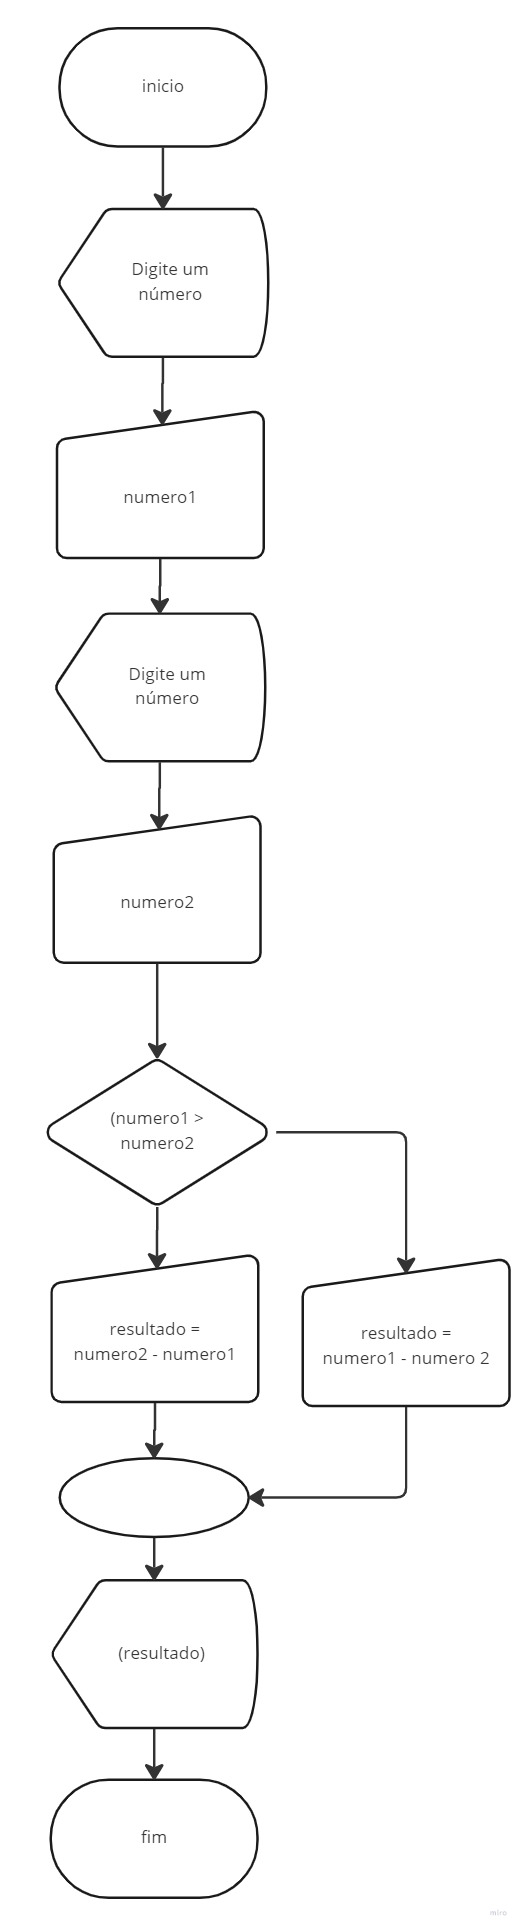 inicio
Digite um
número
numero1
Digite um
número
numero2
(numero1 >
numero2
resultado =
numero2 - numero1
resultado =
numero1 - numero 2
(resultado)
fim
miro